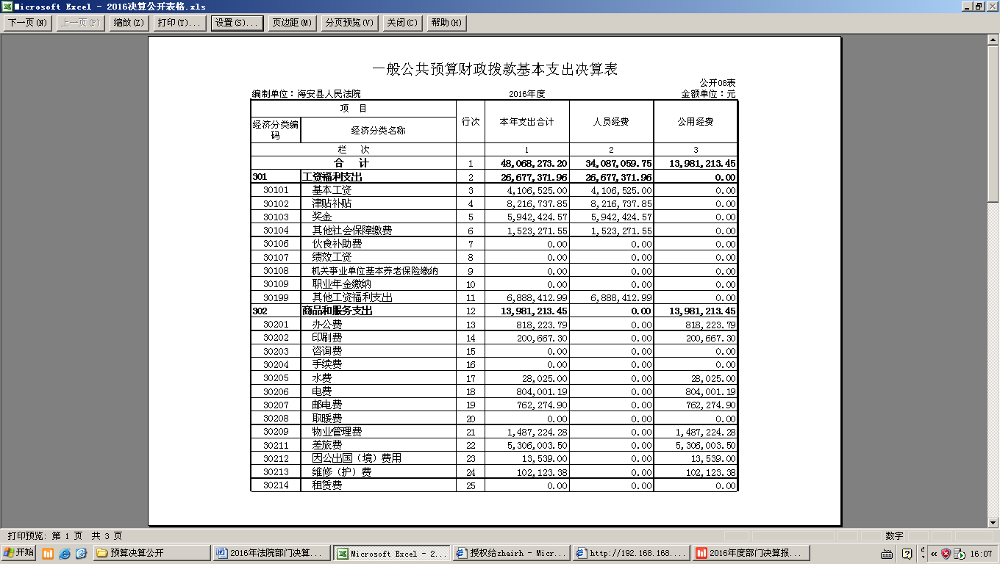 Microsoft Excel - 2016决算公开表格.xls
下一页(N) 上一页(P) 缩放(Z) 打印(T)... 设置(S)... 页边距(M) 分页预览(V) 关闭(C) 帮助(H)
一般公共预算财政拨款基本支出决算表
公开08表
编制单位：海安县人民法院 2016年度 金额单位：元
项 目 行次 本年支出合计 人员经费 公用经费
经济分类编码 经济分类名称
栏 次 1 2 3
合 计 1 48,068,273.20 34,087,059.75 13,981,213.45
301 工资福利支出 2 26,677,371.96 26,677,371.96 0.00
30101 基本工资 3 4,106,525.00 4,106,525.00 0.00
30102 津贴补贴 4 8,216,737.85 8,216,737.85 0.00
30103 奖金 5 5,942,424.57 5,942,424.57 0.00
30104 其他社会保障缴费 6 1,523,271.55 1,523,271.55 0.00
30106 伙食补助费 7 0.00 0.00 0.00
30107 绩效工资 8 0.00 0.00 0.00
30108 机关事业单位基本养老保险缴纳 9 0.00 0.00 0.00
30109 职业年金缴纳 10 0.00 0.00 0.00
30199 其他工资福利支出 11 6,888,412.99 6,888,412.99 0.00
302 商品和服务支出 12 13,981,213.45 0.00 13,981,213.45
30201 办公费 13 818,223.79 0.00 818,223.79
30202 印刷费 14 200,667.30 0.00 200,667.30
30203 咨询费 15 0.00 0.00 0.00
30204 手续费 16 0.00 0.00 0.00
30205 水费 17 28,025.00 0.00 28,025.00
30206 电费 18 804,001.19 0.00 804,001.19
30207 邮电费 19 762,274.90 0.00 762,274.90
30208 取暖费 20 0.00 0.00 0.00
30209 物业管理费 21 1,487,224.28 0.00 1,487,224.28
30211 差旅费 22 5,306,003.50 0.00 5,306,003.50
30212 因公出国（境）费用 23 13,539.00 0.00 13,539.00
30213 维修（护）费 24 102,123.38 0.00 102,123.38
30214 租赁费 25 0.00 0.00 0.00
打印预览: 第 1 页 共 3 页 数字
开始 预算决算公开 2016年法院部门决算... Microsoft Excel - 2... 授权给zhairh - Micr... http://192.168.168.... 2016年度部门决算报... « 16:07